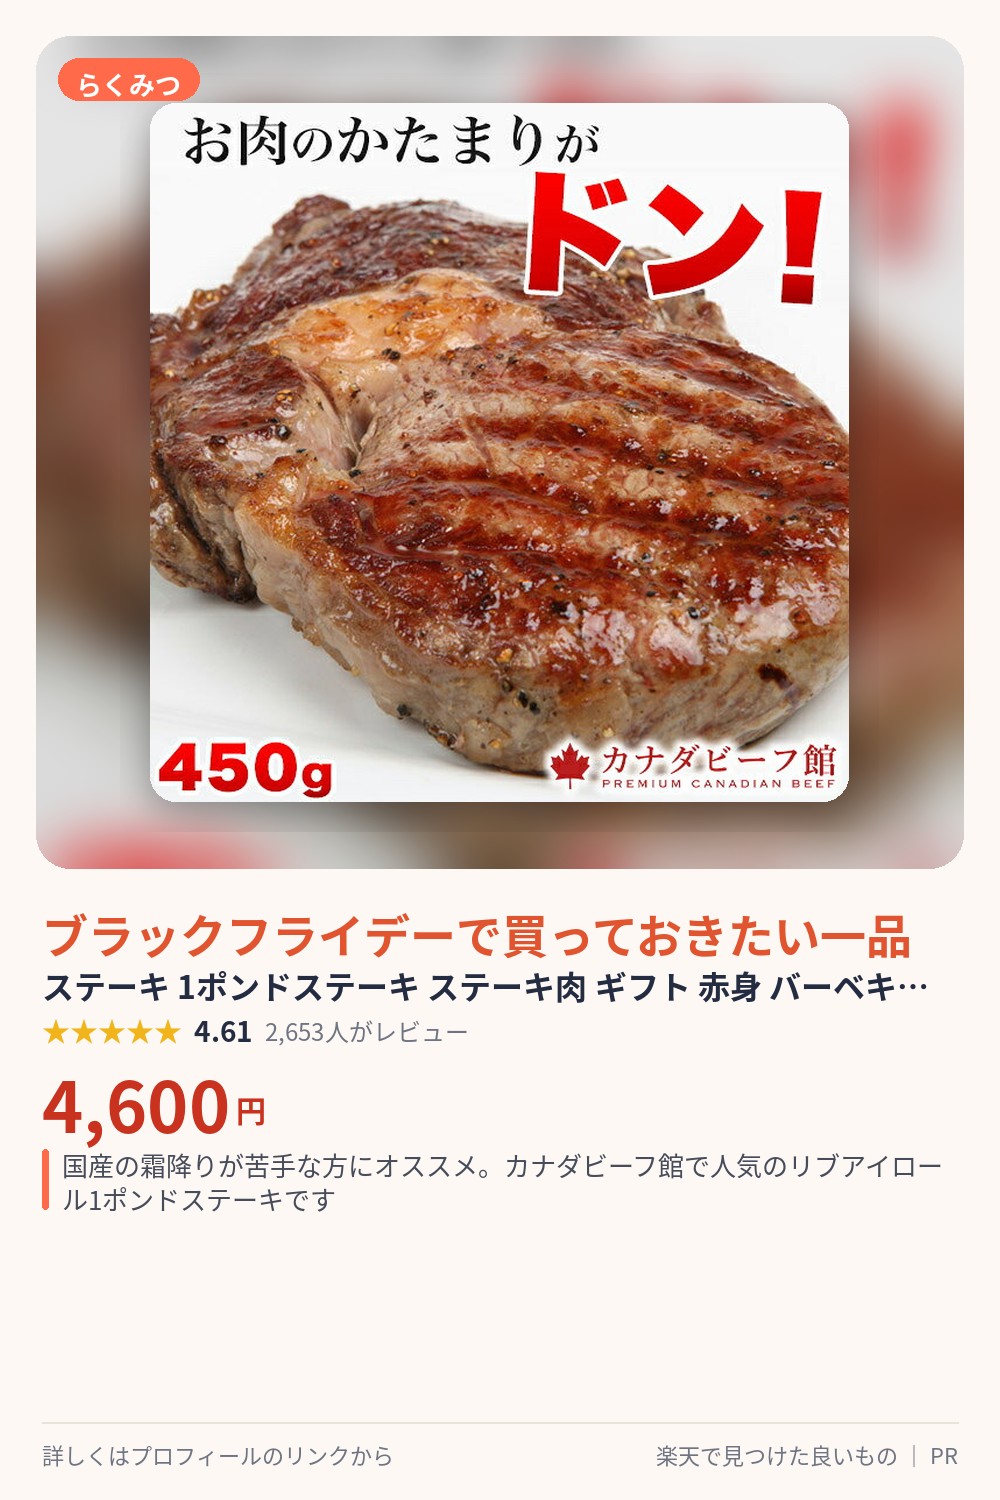 らくみつ
お肉のかたまりが
ドン!
450g
カナダビーフ館
PREMIUM CANADIAN BEEF
ブラックフライデーで買っておきたい一品
ステーキ 1ポンドステーキ ステーキ肉 ギフト 赤身 バーベキ…
★★★★★ 4.61 2,653人がレビュー
4,600円
国産の霜降りが苦手な方にオススメ。カナダビーフ館で人気のリブアイロー
ル1ポンドステーキです
詳しくはプロフィールのリンクから
楽天で見つけた良いもの | PR